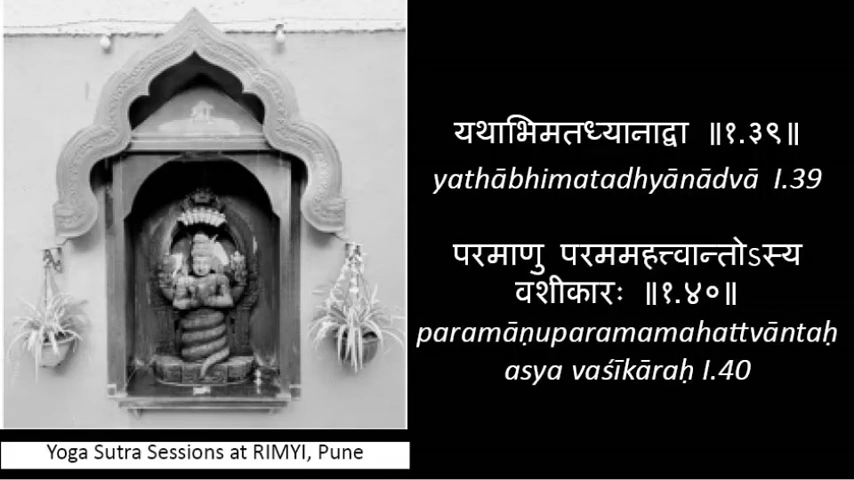 यथाभिमतध्यानाद्वा ॥१.३९॥
yathābhimatadhyānādvā I.39
परमाणु परममहत्त्वान्तोऽस्य
वशीकारः ॥१.४०॥
paramāṇuparamamahattvāntaḥ
asya vaśīkāraḥ I.40
Yoga Sutra Sessions at RIMYI, Pune